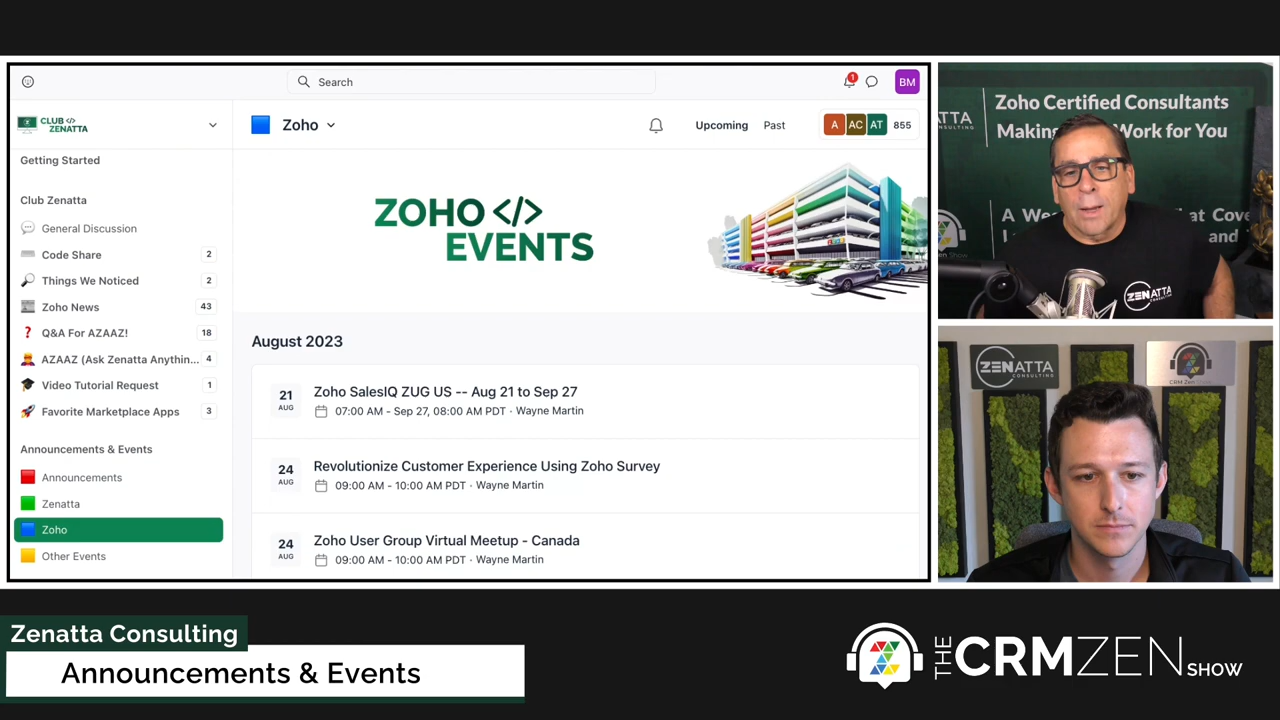 Search
1
BM
CLUB </>
ZENATTA
Zoho
Upcoming
Past
A
AC
AT
855
Getting Started
Club Zenatta
General Discussion
Code Share
2
Things We Noticed
2
Zoho News
43
Q&A For AZAAZ!
18
AZAAZ (Ask Zenatta Anythin...
4
Video Tutorial Request
1
Favorite Marketplace Apps
3
Announcements & Events
Announcements
Zenatta
Zoho
Other Events
ZOHO </>
EVENTS
August 2023
21
AUG
Zoho SalesIQ ZUG US -- Aug 21 to Sep 27
07:00 AM - Sep 27, 08:00 AM PDT · Wayne Martin
24
AUG
Revolutionize Customer Experience Using Zoho Survey
09:00 AM - 10:00 AM PDT · Wayne Martin
24
AUG
Zoho User Group Virtual Meetup - Canada
09:00 AM - 10:00 AM PDT · Wayne Martin
Zoho Certified Consultants
Work for You
and
ZENATTA
CONSULTING
ZENATTA
CONSULTING
CRM Zen Show
Zenatta Consulting
Announcements & Events
THE CRMZEN SHOW